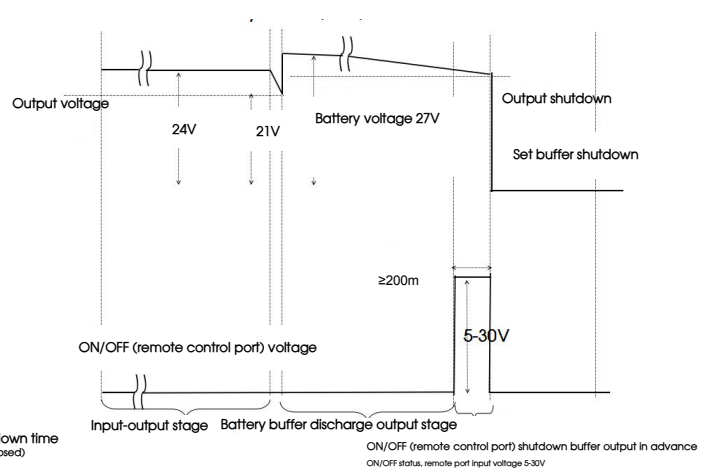 Output voltage
24V
21V
Battery voltage 27V
Output shutdown
Set buffer shutdown
≥200m
5-30V
ON/OFF (remote control port) voltage
Input-output stage
Battery buffer discharge output stage
time
ON/OFF (remote control port) shutdown buffer output in advance
ON/OFF status, remote port input voltage 5-30V